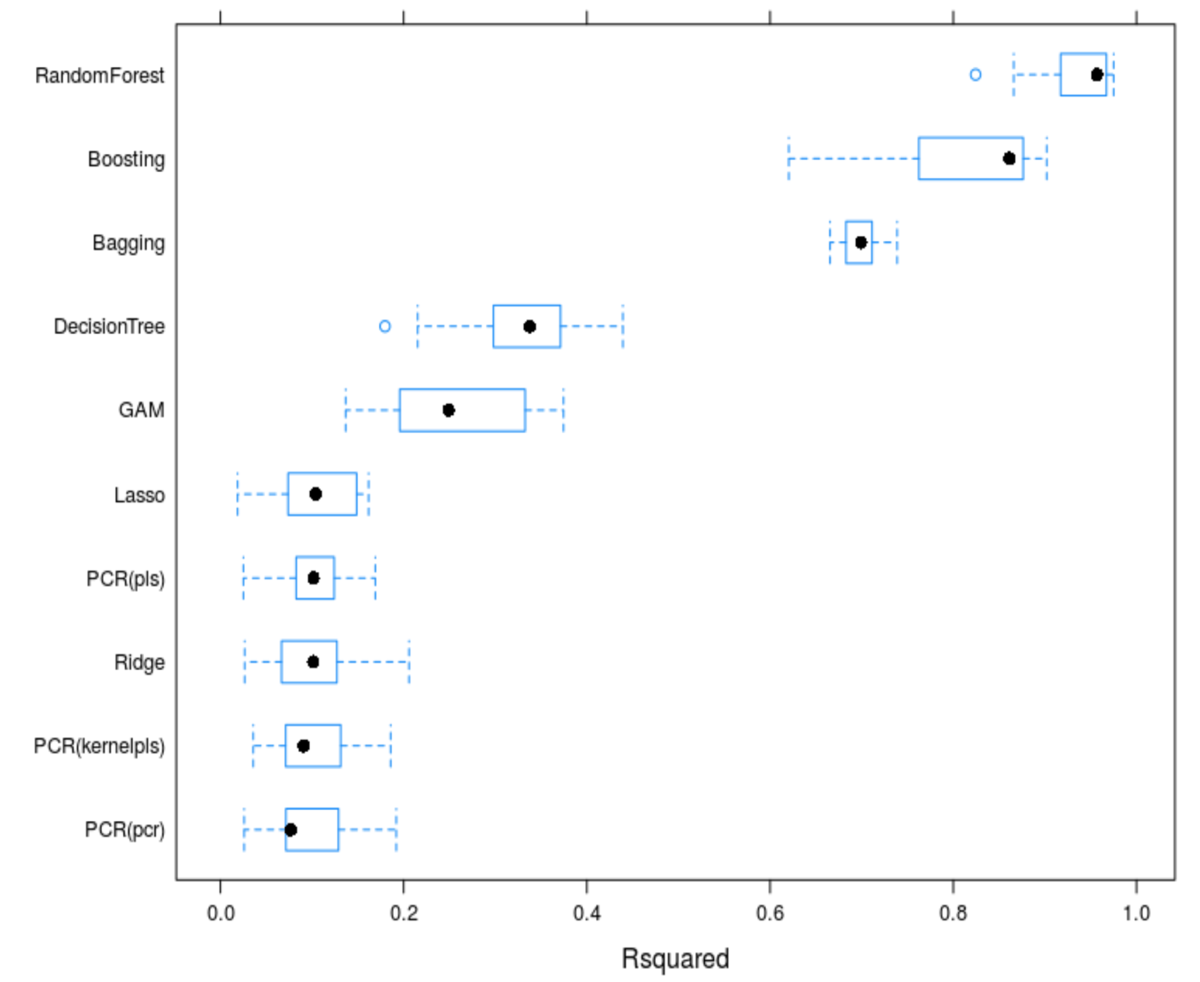 RandomForest
Boosting
Bagging
DecisionTree
GAM
Lasso
PCR(pls)
Ridge
PCR(kernelpls)
PCR(pcr)
0.0 0.2 0.4 0.6 0.8 1.0
Rsquared